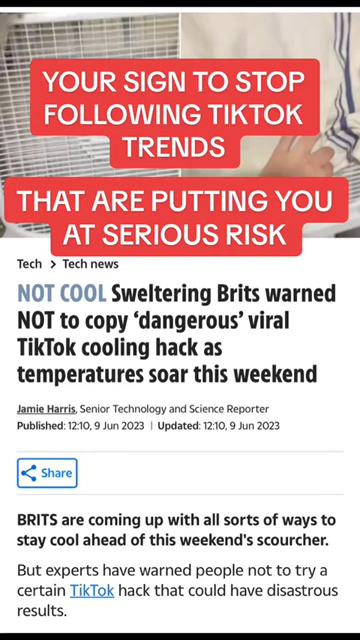 YOUR SIGN TO STOP
FOLLOWING TIKTOK
TRENDS
THAT ARE PUTTING YOU
AT SERIOUS RISK
Tech > Tech news
NOT COOL Sweltering Brits warned
NOT to copy ‘dangerous’ viral
TikTok cooling hack as
temperatures soar this weekend
Jamie Harris, Senior Technology and Science Reporter
Published: 12:10, 9 Jun 2023 | Updated: 12:10, 9 Jun 2023
Share
BRITS are coming up with all sorts of ways to
stay cool ahead of this weekend's scourcher.
But experts have warned people not to try a
certain TikTok hack that could have disastrous
results.